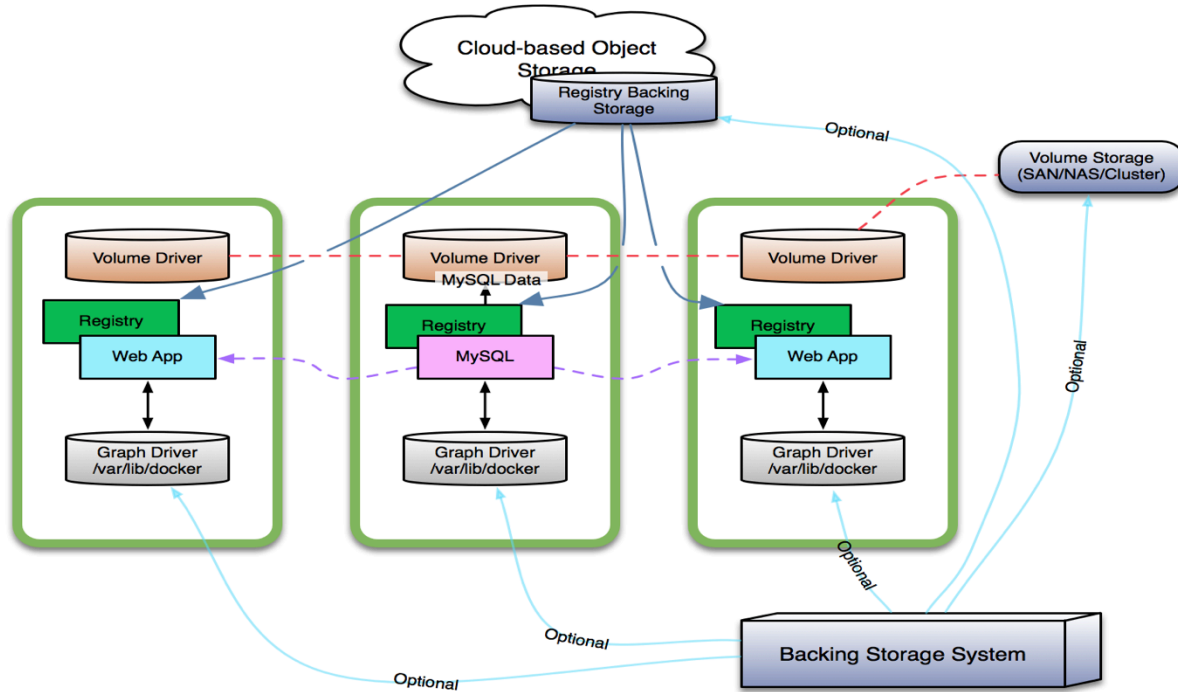 Cloud-based Object
Storage
Registry Backing
Storage
Optional
Volume Storage
(SAN/NAS/Cluster)
Volume Driver
Volume Driver
MySQL Data
Volume Driver
Registry
Web App
Registry
MySQL
Registry
Web App
Graph Driver
/var/lib/docker
Graph Driver
/var/lib/docker
Graph Driver
/var/lib/docker
Optional
Optional
Optional
Optional
Backing Storage System